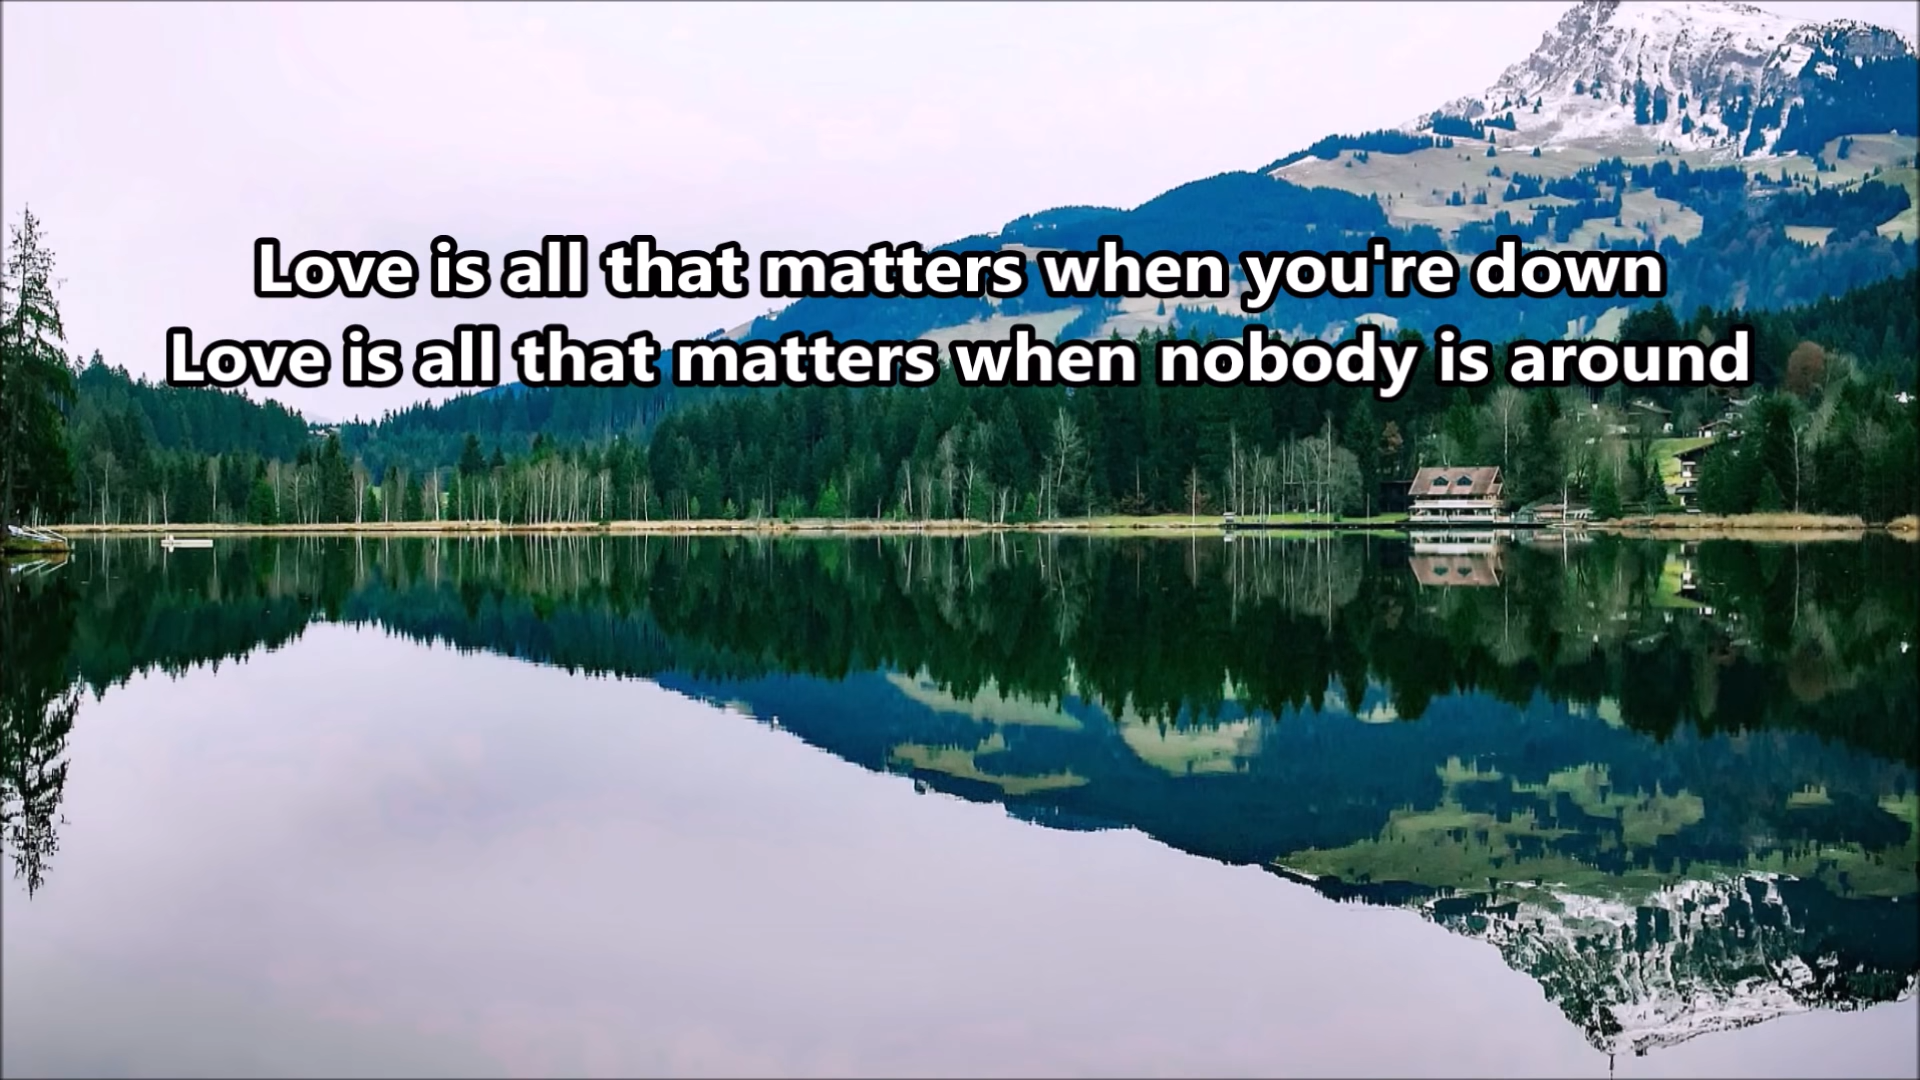 Love is all that matters when you're down
Love is all that matters when nobody is around